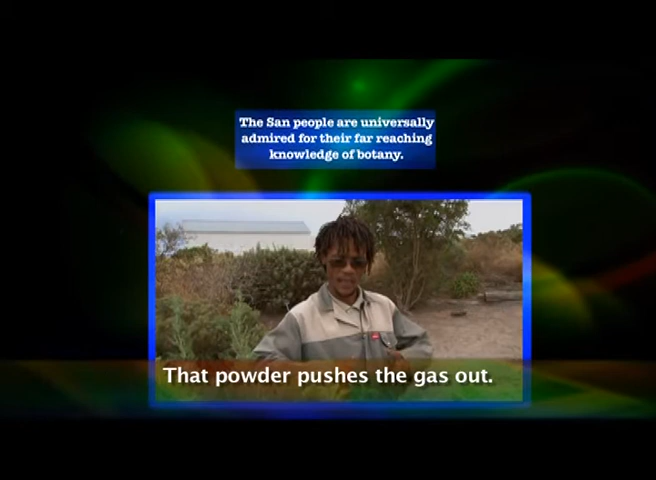 The San people are universally
admired for their far reaching
knowledge of botany.
That powder pushes the gas out.